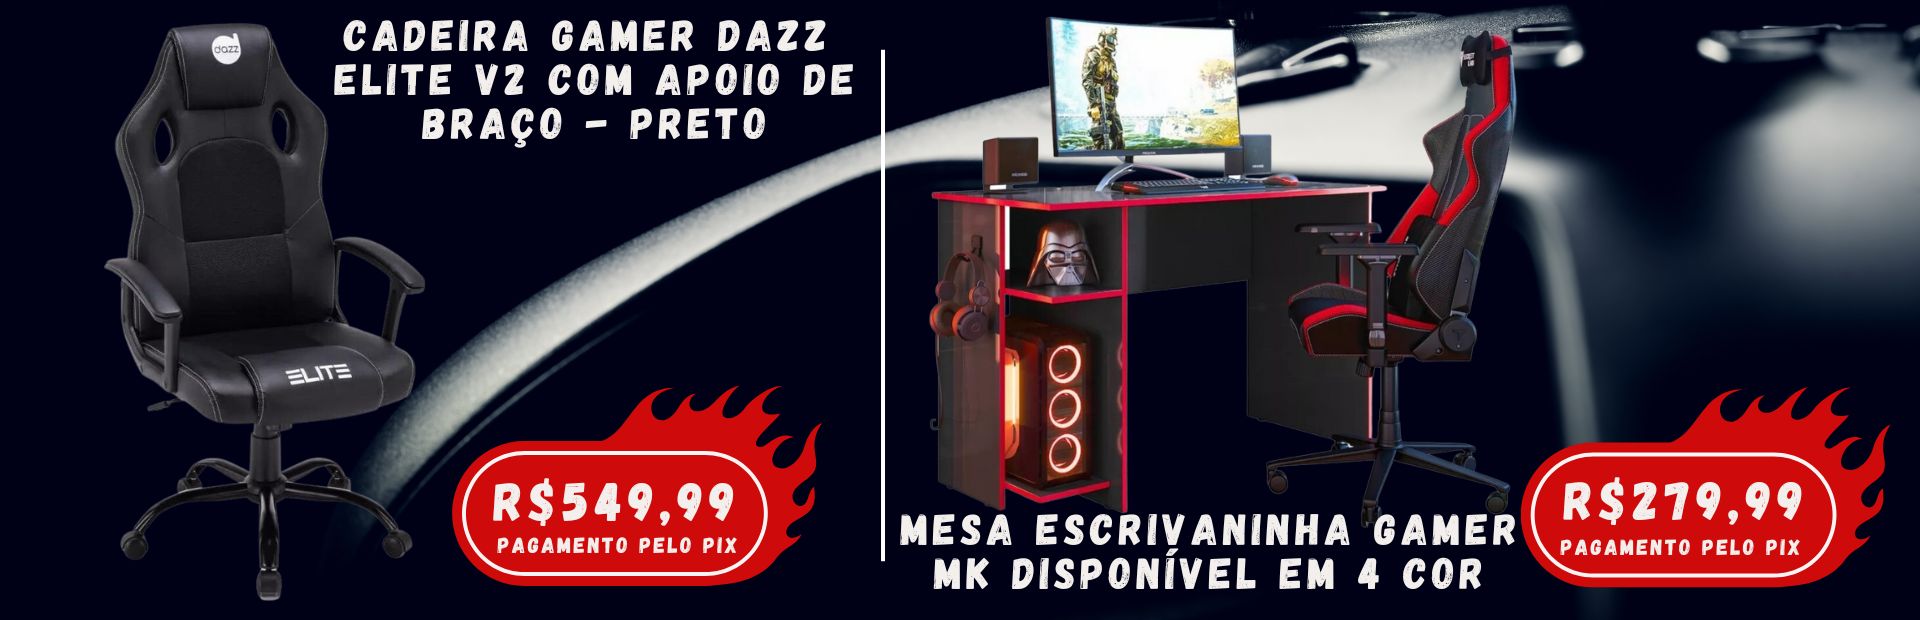 dazz
CADEIRA GAMER DAZZ
ELITE V2 COM APOIO DE
BRAÇO - PRETO
ELITE
R$549,99
PAGAMENTO PELO PIX
MESA ESCRIVANINHA GAMER
MK DISPONÍVEL EM 4 COR
R$279,99
PAGAMENTO PELO PIX